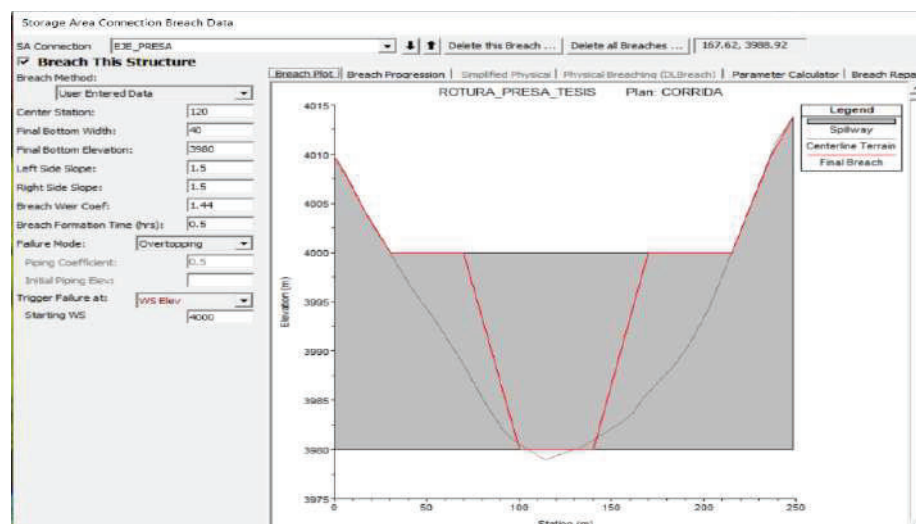 Storage Area Connection Breach Data
SA Connection EJE_PRESA Delete this Breach ... Delete all Breaches ... 167.62, 3988.92
Breach This Structure
Breach Method:
User Entered Data
Center Station: 120
Final Bottom Width: 40
Final Bottom Elevation: 3980
Left Side Slope: 1.5
Right Side Slope: 1.5
Breach Weir Coef: 1.44
Breach Formation Time (hrs): 0.5
Failure Mode: Overtopping
Piping Coefficient: 0.5
Initial Piping Elev:
Trigger Failure at: WS Elev
Starting WS 4000
Breach Plot Breach Progression Simplified Physical Physical Breaching (DLBreach) Parameter Calculator Breach Repa
ROTURA_PRESA_TESIS Plan: CORRIDA
Legend
Spillway
Centerline Terrain
Final Breach
Elevation (m)
4015
4010
4005
4000
3995
3990
3985
3980
3975
0 50 100 150 200 250
Station (m)